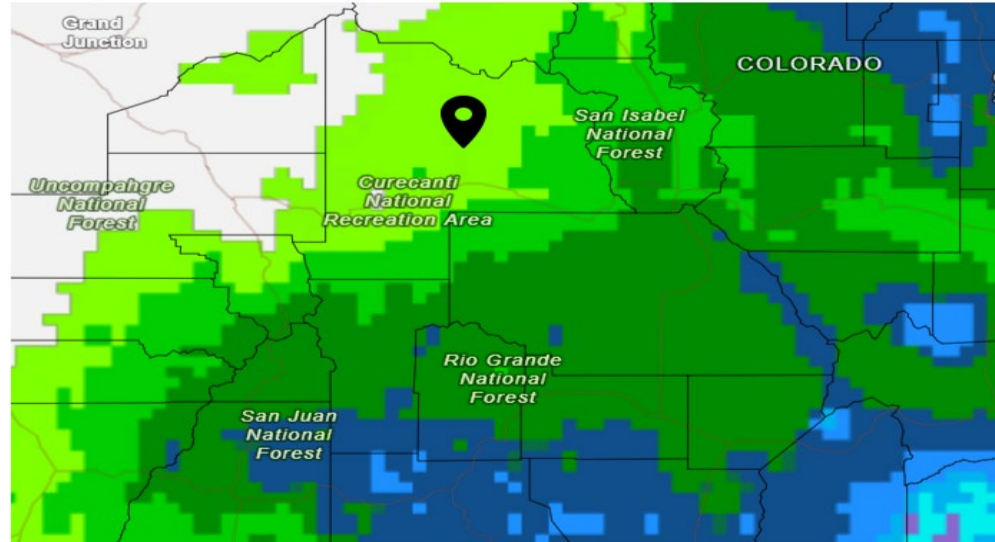 Grand
Junction
COLORADO
San Isabel
National
Forest
Uncompahgre
National
Forest
Curecanti
National
Recreation Area
Rio Grande
National
Forest
San Juan
National
Forest